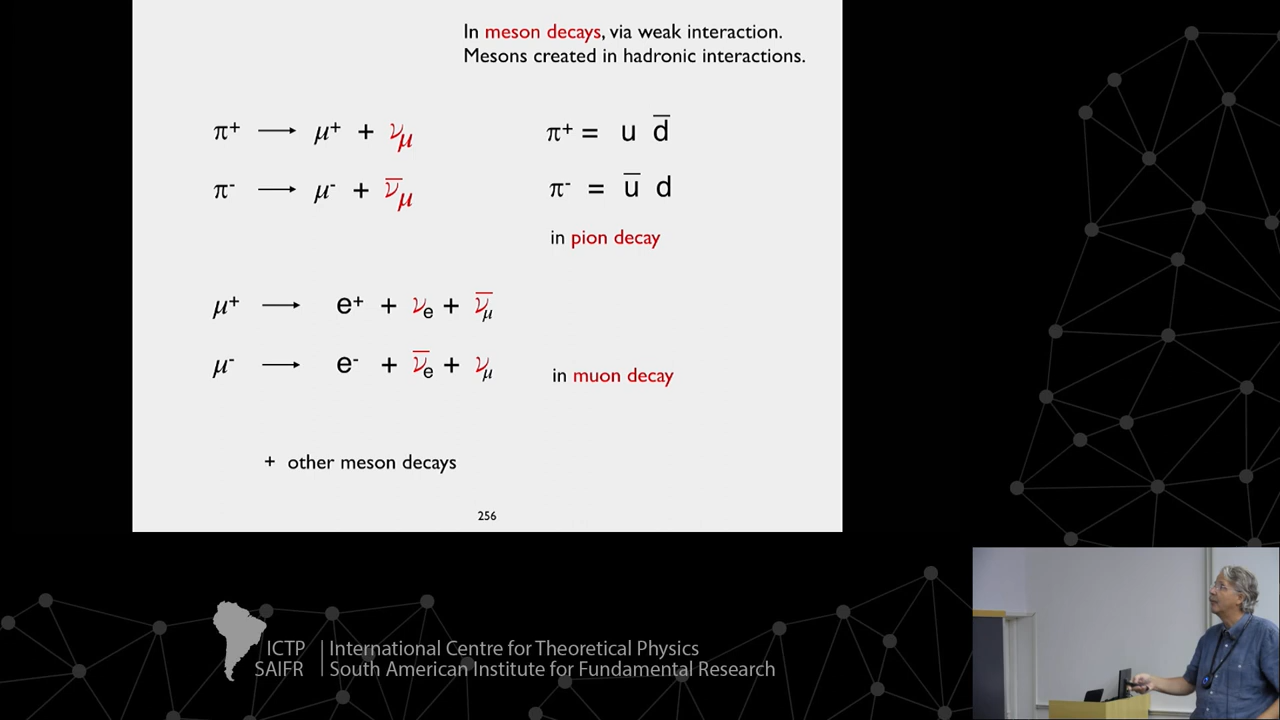 In meson decays, via weak interaction.
Mesons created in hadronic interactions.
π⁺ → μ⁺ + ν_μ
π⁺ = u d̅
π⁻ → μ⁻ + ν̅_μ
π⁻ = u̅ d
in pion decay
μ⁺ → e⁺ + ν_e + ν̅_μ
μ⁻ → e⁻ + ν̅_e + ν_μ
in muon decay
+ other meson decays
256
ICTP
SAIFR
International Centre for Theoretical Physics
South American Institute for Fundamental Research